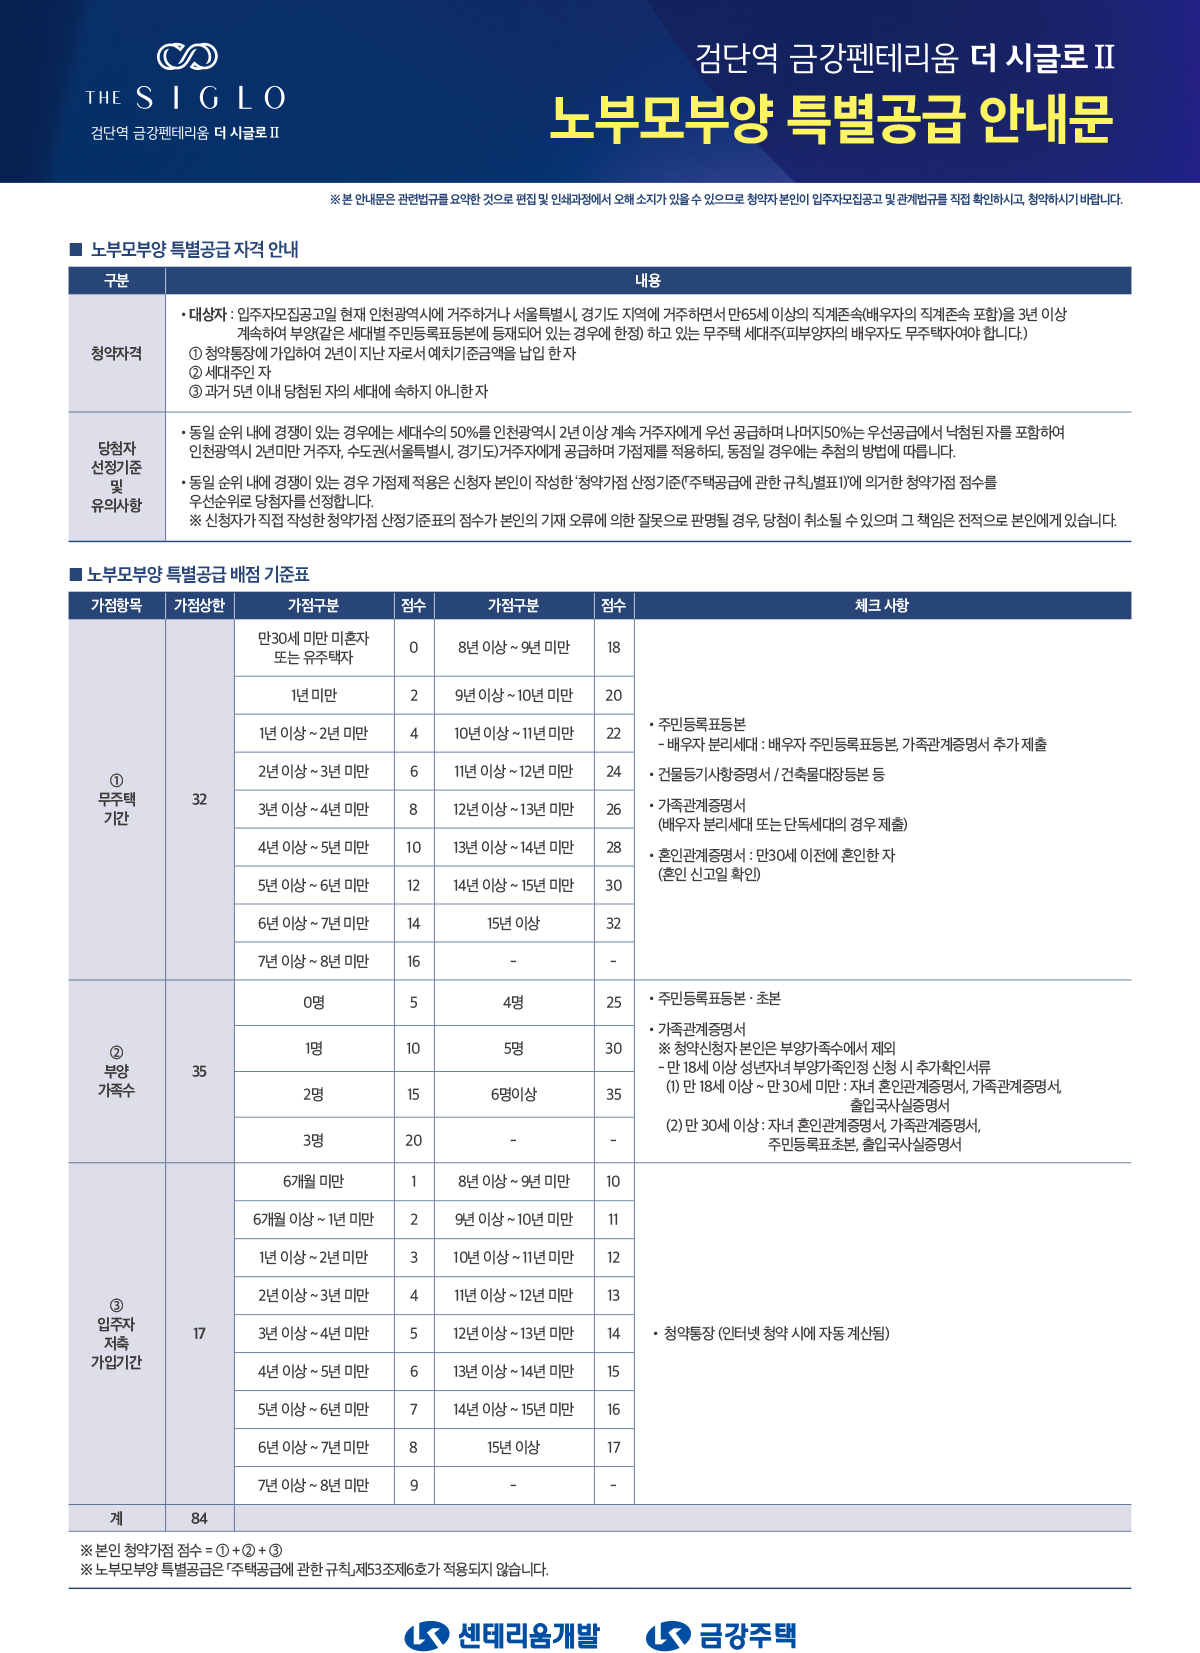 THE SIGLO
검단역 금강펜테리움 더 시글로 Ⅱ
검단역 금강펜테리움 더 시글로 Ⅱ
노부모부양 특별공급 안내문
※ 본 안내문은 관련법규를 요약한 것으로 편집 및 인쇄과정에서 오해 소지가 있을 수 있으므로 청약자 본인이 입주자모집공고 및 관계법규를 직접 확인하시고, 청약하시기 바랍니다.
■ 노부모부양 특별공급 자격 안내
구분 내용
청약자격
• 대상자 : 입주자모집공고일 현재 인천광역시에 거주하거나 서울특별시, 경기도 지역에 거주하면서 만65세 이상의 직계존속(배우자의 직계존속 포함)을 3년 이상
계속하여 부양(같은 세대별 주민등록표등본에 등재되어 있는 경우에 한정) 하고 있는 무주택 세대주(피부양자의 배우자도 무주택자여야 합니다.)
① 청약통장에 가입하여 2년이 지난 자로서 예치기준금액을 납입 한 자
② 세대주인 자
③ 과거 5년 이내 당첨된 자의 세대에 속하지 아니한 자
당첨자
선정기준
및
유의사항
• 동일 순위 내에 경쟁이 있는 경우에는 세대수의 50%를 인천광역시 2년 이상 계속 거주자에게 우선 공급하며 나머지50%는 우선공급에서 낙첨된 자를 포함하여
인천광역시 2년미만 거주자, 수도권(서울특별시, 경기도)거주자에게 공급하며 가점제를 적용하되, 동점일 경우에는 추첨의 방법에 따릅니다.
• 동일 순위 내에 경쟁이 있는 경우 가점제 적용은 신청자 본인이 작성한 ‘청약가점 산정기준(「주택공급에 관한 규칙」별표1)’에 의거한 청약가점 점수를
우선순위로 당첨자를 선정합니다.
※ 신청자가 직접 작성한 청약가점 산정기준표의 점수가 본인의 기재 오류에 의한 잘못으로 판명될 경우, 당첨이 취소될 수 있으며 그 책임은 전적으로 본인에게 있습니다.
■ 노부모부양 특별공급 배점 기준표
가점항목 가점상한 가점구분 점수 가점구분 점수 체크 사항
①
무주택
기간
32
만30세 미만 미혼자
또는 유주택자
0 8년 이상 ~ 9년 미만 18
1년 미만 2 9년 이상 ~ 10년 미만 20
1년 이상 ~ 2년 미만 4 10년 이상 ~ 11년 미만 22
2년 이상 ~ 3년 미만 6 11년 이상 ~ 12년 미만 24
3년 이상 ~ 4년 미만 8 12년 이상 ~ 13년 미만 26
4년 이상 ~ 5년 미만 10 13년 이상 ~ 14년 미만 28
5년 이상 ~ 6년 미만 12 14년 이상 ~ 15년 미만 30
6년 이상 ~ 7년 미만 14 15년 이상 32
7년 이상 ~ 8년 미만 16 - -
• 주민등록표등본
- 배우자 분리세대 : 배우자 주민등록표등본, 가족관계증명서 추가 제출
• 건물등기사항증명서 / 건축물대장등본 등
• 가족관계증명서
(배우자 분리세대 또는 단독세대의 경우 제출)
• 혼인관계증명서 : 만30세 이전에 혼인한 자
(혼인 신고일 확인)
②
부양
가족수
35
0명 5 4명 25
1명 10 5명 30
2명 15 6명이상 35
3명 20 - -
• 주민등록표등본 · 초본
• 가족관계증명서
※ 청약신청자 본인은 부양가족수에서 제외
- 만 18세 이상 성년자녀 부양가족인정 신청 시 추가확인서류
(1) 만 18세 이상 ~ 만 30세 미만 : 자녀 혼인관계증명서, 가족관계증명서,
출입국사실증명서
(2) 만 30세 이상 : 자녀 혼인관계증명서, 가족관계증명서,
주민등록표초본, 출입국사실증명서
③
입주자
저축
가입기간
17
6개월 미만 1 8년 이상 ~ 9년 미만 10
6개월 이상 ~ 1년 미만 2 9년 이상 ~ 10년 미만 11
1년 이상 ~ 2년 미만 3 10년 이상 ~ 11년 미만 12
2년 이상 ~ 3년 미만 4 11년 이상 ~ 12년 미만 13
3년 이상 ~ 4년 미만 5 12년 이상 ~ 13년 미만 14
4년 이상 ~ 5년 미만 6 13년 이상 ~ 14년 미만 15
5년 이상 ~ 6년 미만 7 14년 이상 ~ 15년 미만 16
6년 이상 ~ 7년 미만 8 15년 이상 17
7년 이상 ~ 8년 미만 9 - -
• 청약통장 (인터넷 청약 시에 자동 계산됨)
계 84
※ 본인 청약가점 점수 = ① + ② + ③
※ 노부모부양 특별공급은 「주택공급에 관한 규칙」제53조제6호가 적용되지 않습니다.
센테리움개발 금강주택